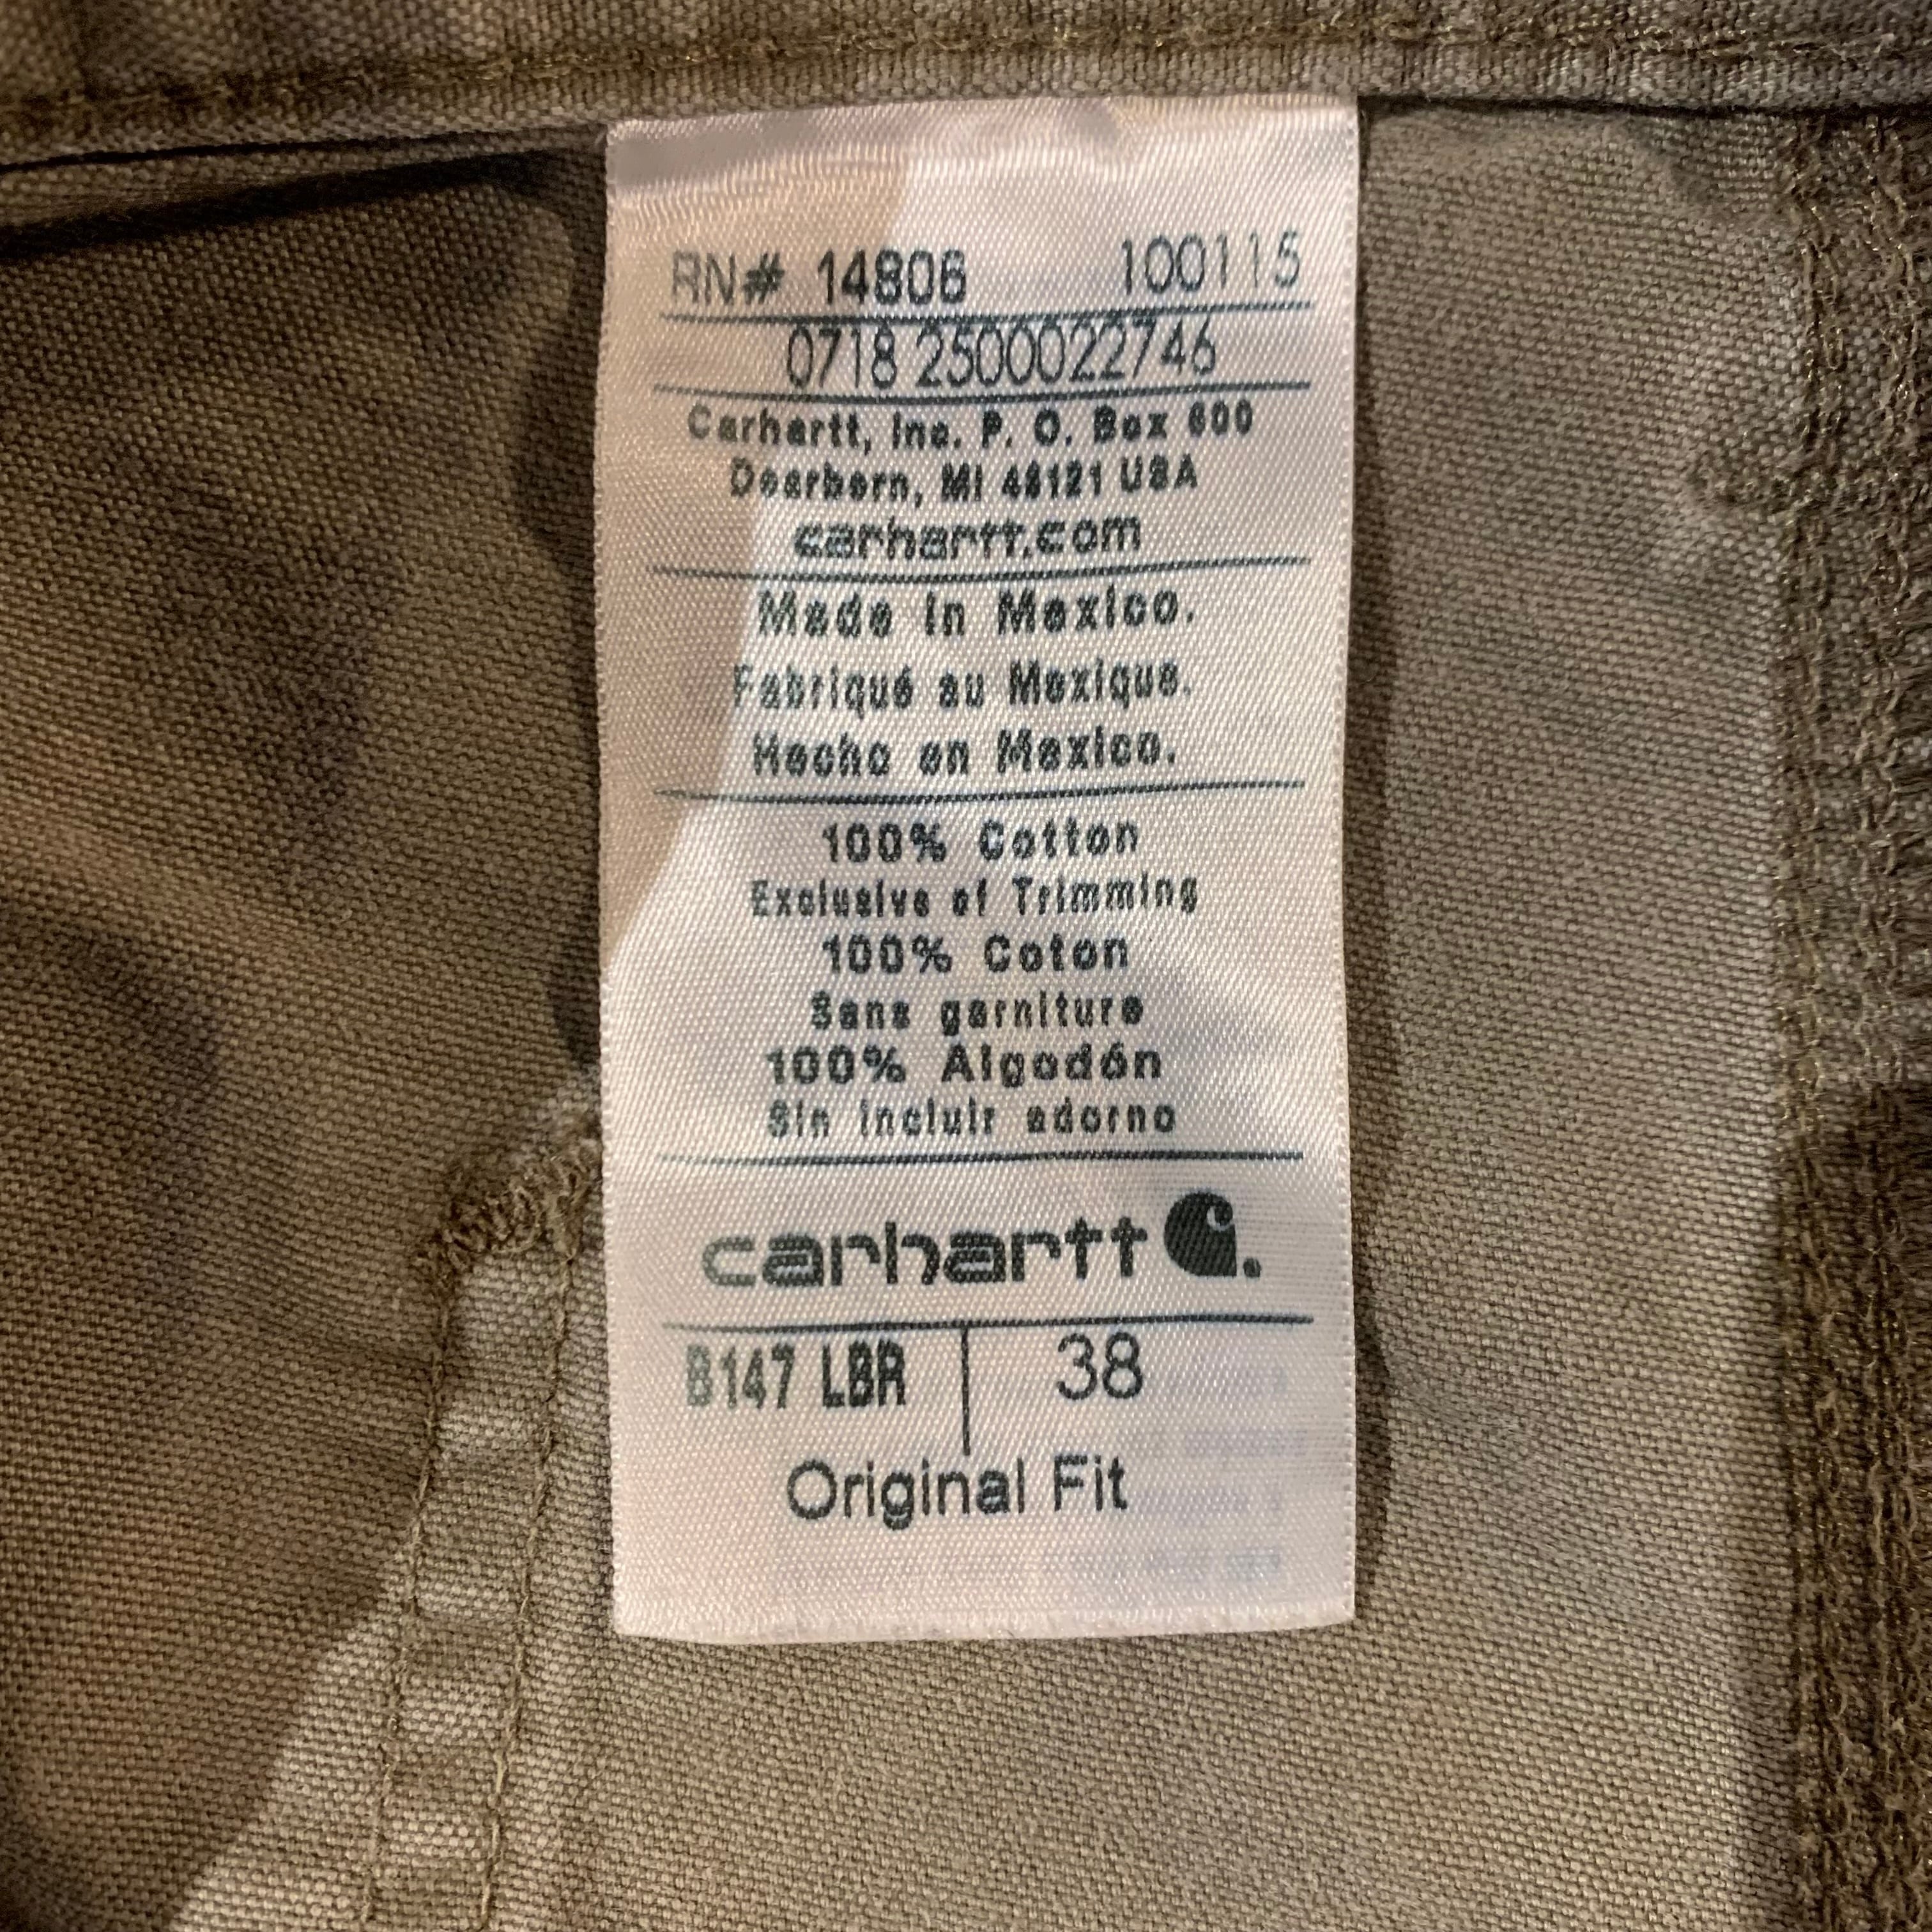 RN# 14806 100115
0718 2500022746
Carhartt, Inc. P. O. Box 600
Dearborn, MI 48121 USA
carhartt.com
Made in Mexico.
Fabriqué au Mexique.
Hecho en Mexico.
100% Cotton
Exclusive of Trimming
100% Coton
Sans garniture
100% Algodón
Sin incluir adorno
carhartt
B147 LBR 38
Original Fit